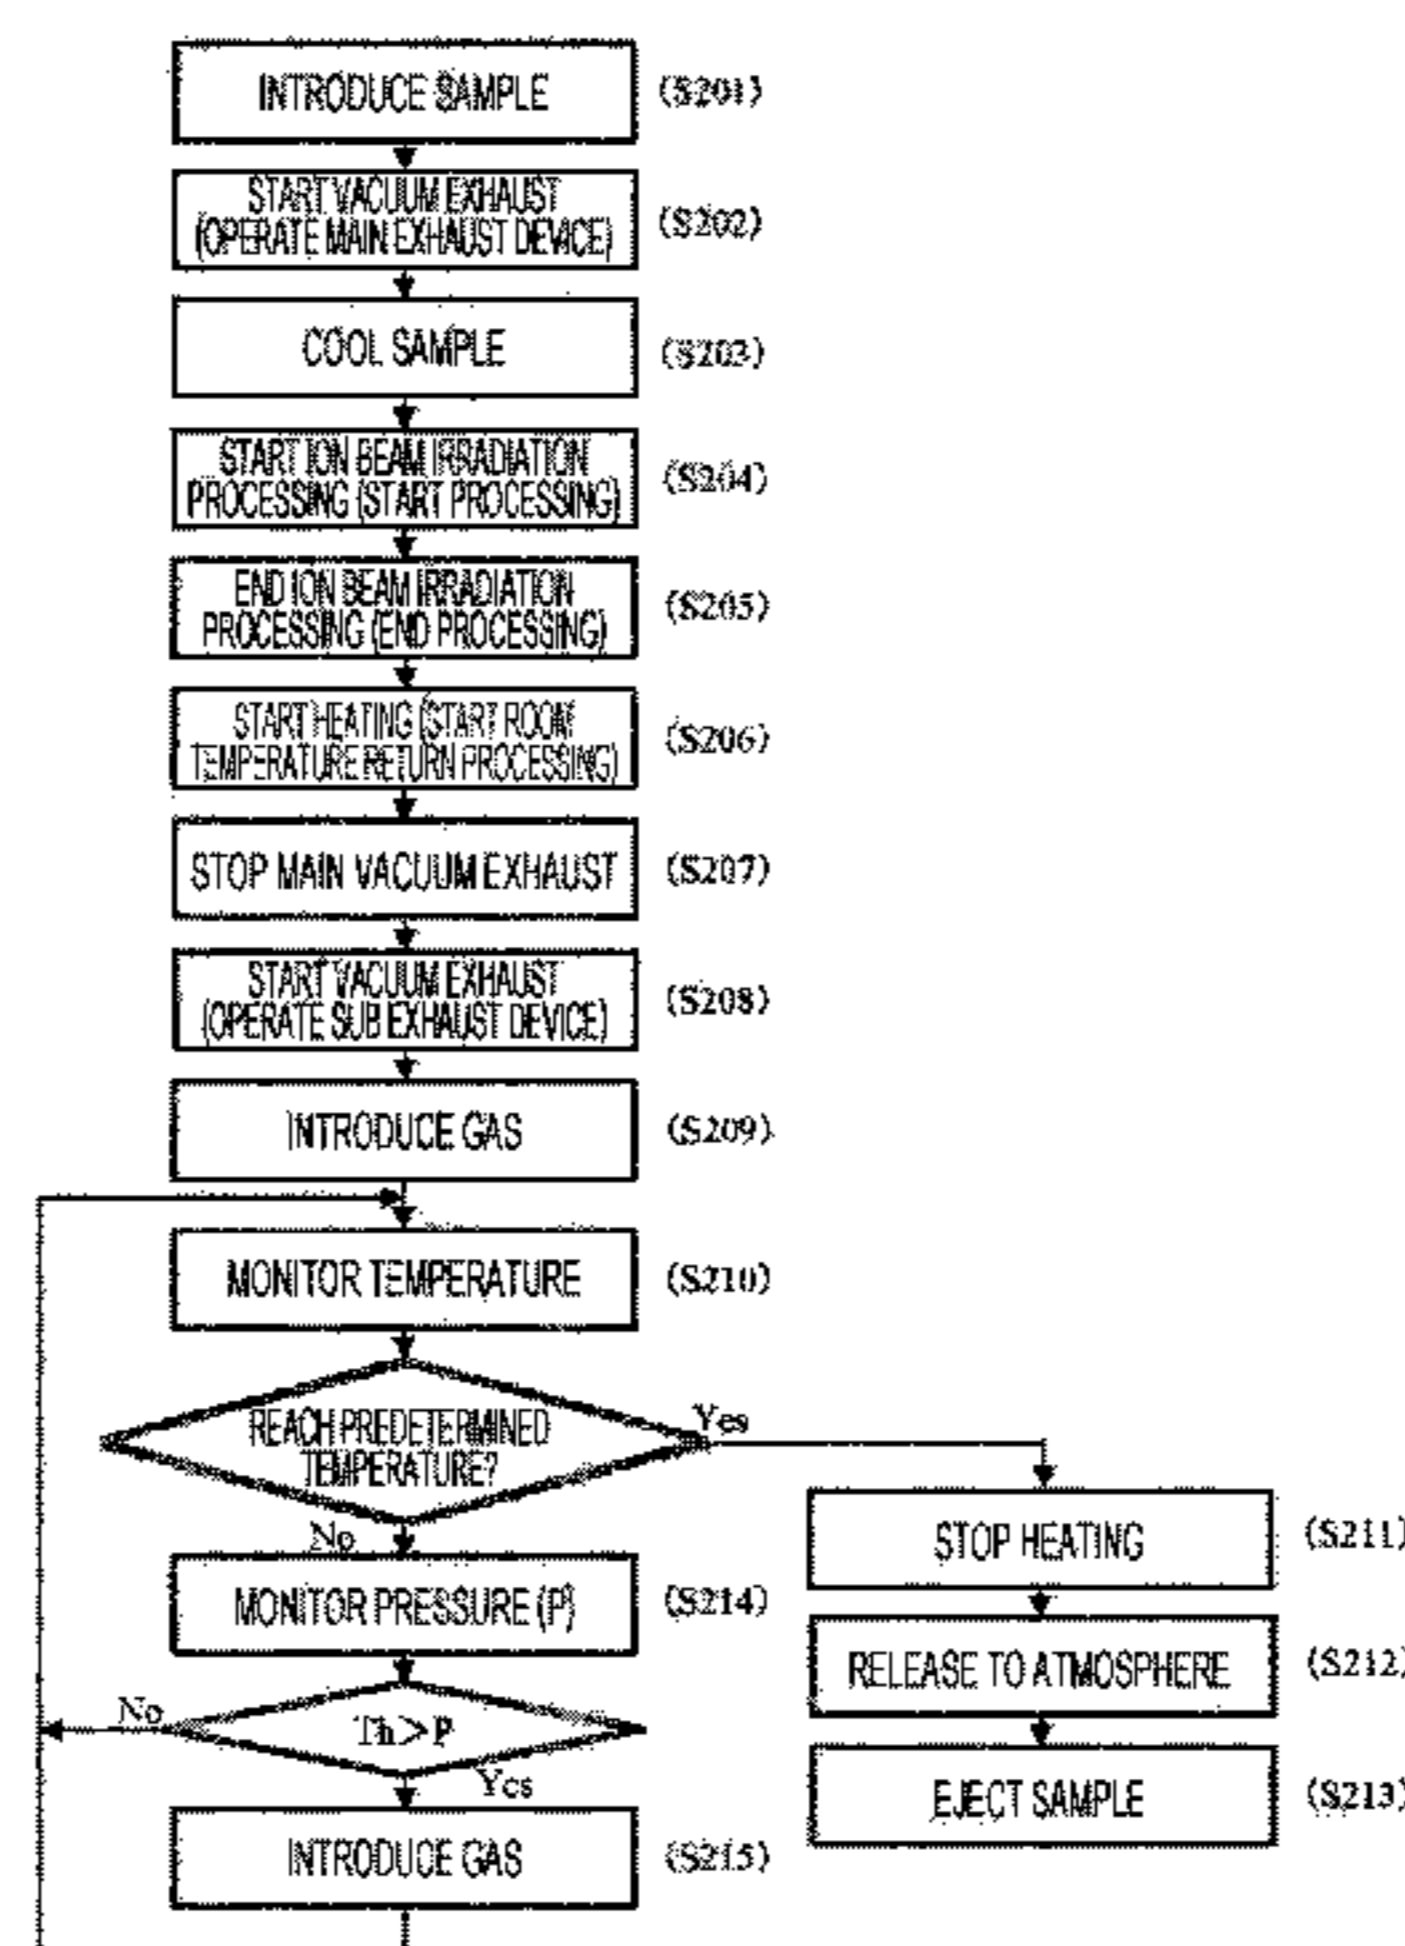 INTRODUCE SAMPLE (S201)
START VACUUM EXHAUST
(OPERATE MAIN EXHAUST DEVICE) (S202)
COOL SAMPLE (S203)
START ION BEAM IRRADIATION
PROCESSING (START PROCESSING) (S204)
END ION BEAM IRRADIATION
PROCESSING (END PROCESSING) (S205)
START HEATING (START ROOM
TEMPERATURE RETURN PROCESSING) (S206)
STOP MAIN VACUUM EXHAUST (S207)
START VACUUM EXHAUST
(OPERATE SUB EXHAUST DEVICE) (S208)
INTRODUCE GAS (S209)
MONITOR TEMPERATURE (S210)
REACH PREDETERMINED
TEMPERATURE?
Yes
No
STOP HEATING (S211)
RELEASE TO ATMOSPHERE (S212)
EJECT SAMPLE (S213)
MONITOR PRESSURE (P) (S214)
Th>P
No
Yes
INTRODUCE GAS (S215)